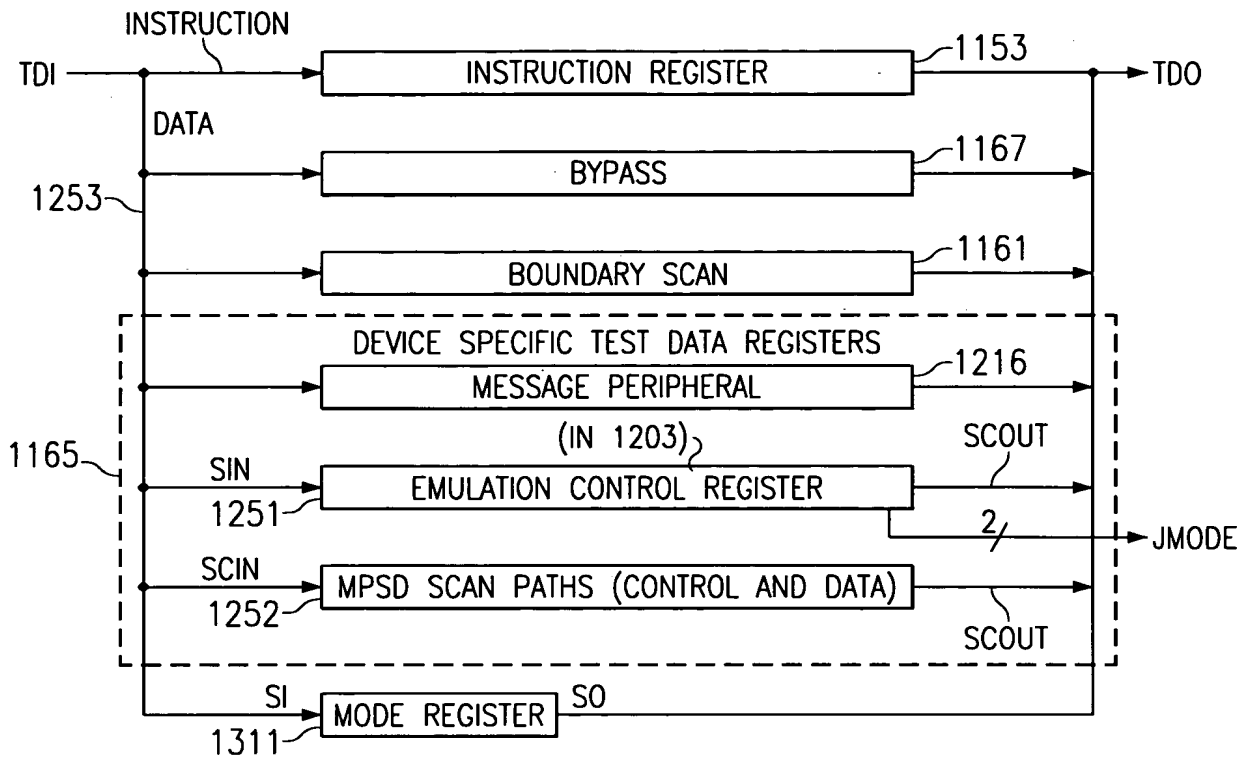 INSTRUCTION
TDI
INSTRUCTION REGISTER
1153
TDO
DATA
BYPASS
1167
1253
BOUNDARY SCAN
1161
DEVICE SPECIFIC TEST DATA REGISTERS
MESSAGE PERIPHERAL
1216
(IN 1203)
1165
SIN
1251
EMULATION CONTROL REGISTER
SCOUT
2
JMODE
SCIN
1252
MPSD SCAN PATHS (CONTROL AND DATA)
SCOUT
SI
MODE REGISTER
SO
1311